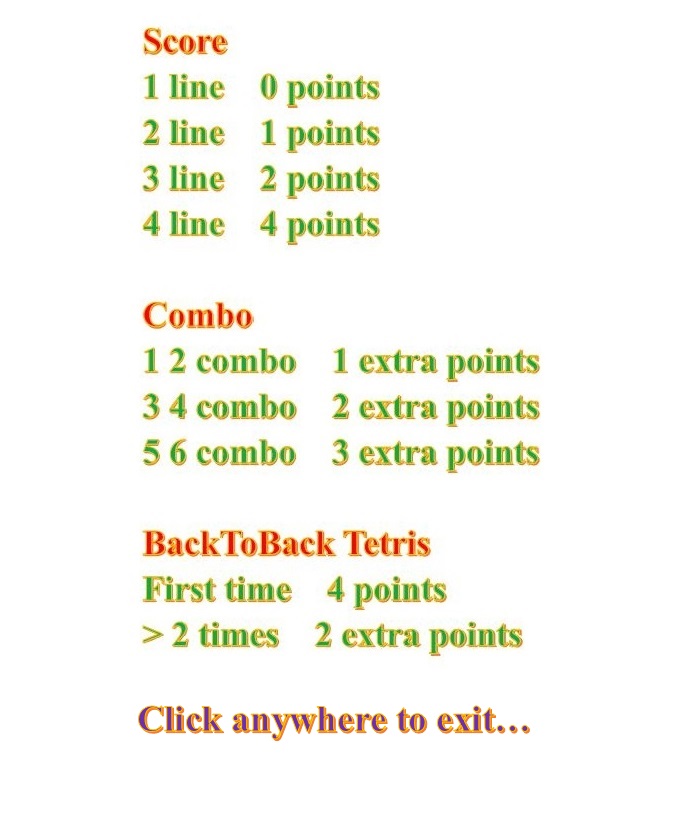 Score
1 line 0 points
2 line 1 points
3 line 2 points
4 line 4 points
Combo
1 2 combo 1 extra points
3 4 combo 2 extra points
5 6 combo 3 extra points
BackToBack Tetris
First time 4 points
> 2 times 2 extra points
Click anywhere to exit...